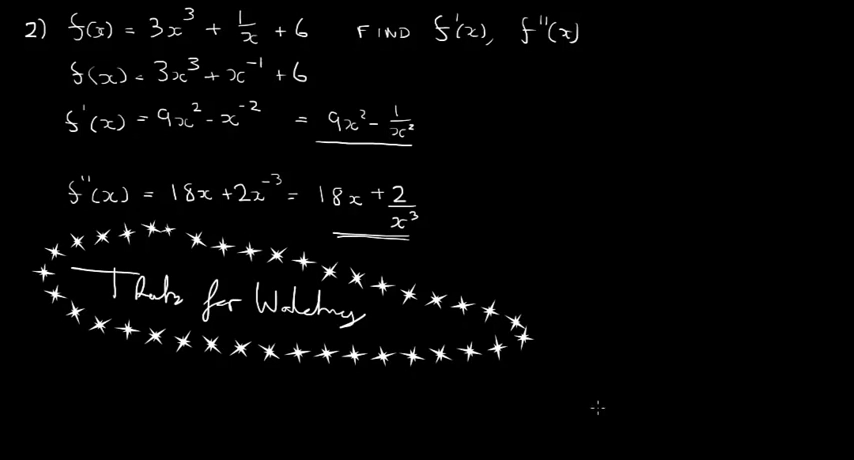 2) f(x) = 3x³ + 1/x + 6 FIND f'(x), f''(x)
f(x) = 3x³ + x⁻¹ + 6
f'(x) = 9x² - x⁻² = 9x² - 1/x²
f''(x) = 18x + 2x⁻³ = 18x + 2/x³
Thanks for Watching